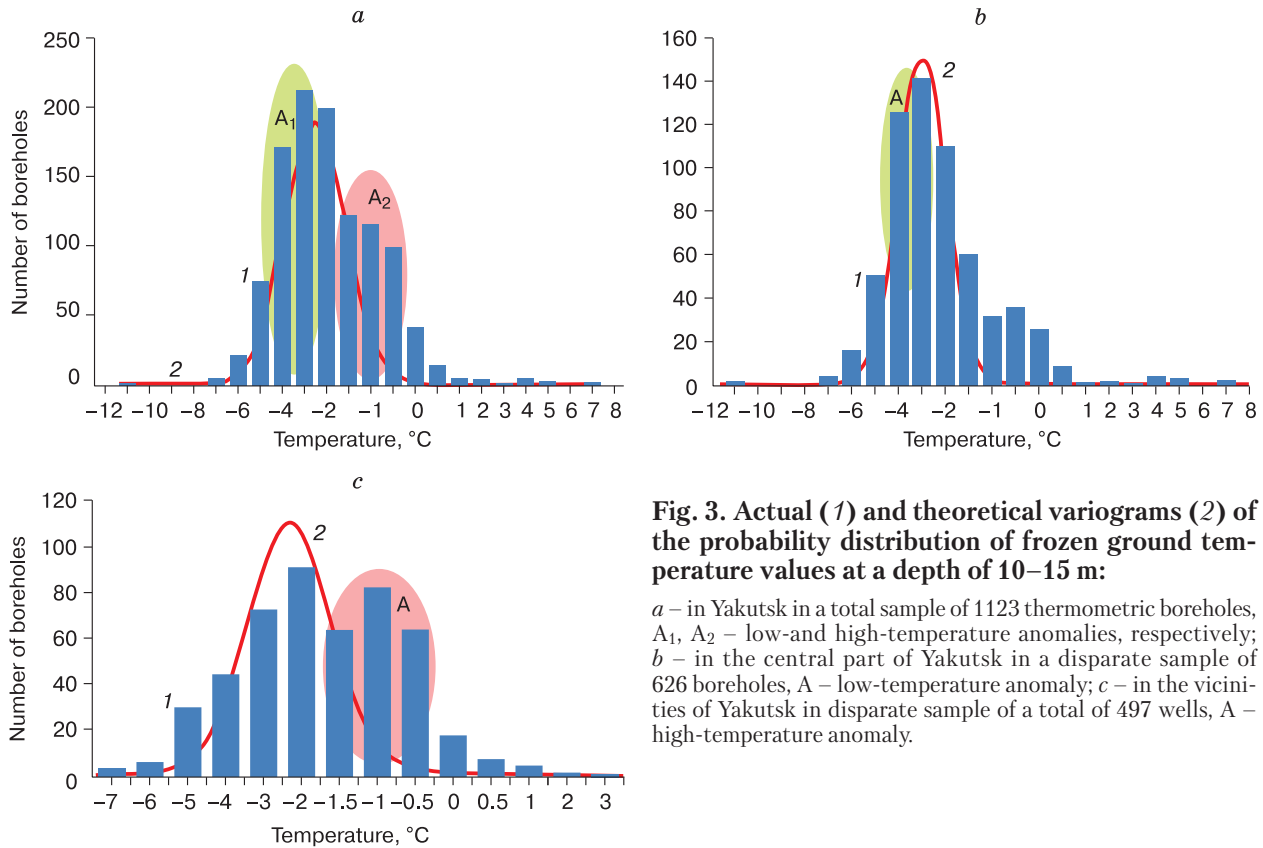 a
250
200
150
100
50
0
Number of boreholes
A1
A2
1
2
−12 −10 −6 −4 −2 −1 0 1 2 3 4 5 6 7 8
Temperature, °C
b
160
140
120
100
80
60
40
20
0
A
2
1
−12 −10 −8 −6 −4 −2 −1 0 1 2 3 4 5 6 7 8
Temperature, °C
c
120
100
80
60
40
20
0
Number of boreholes
2
A
1
−7 −6 −5 −4 −3 −2 −1.5 −1 −0.5 0 0.5 1 2 3
Temperature, °C
Fig. 3. Actual (1) and theoretical variograms (2) of
the probability distribution of frozen ground tem-
perature values at a depth of 10–15 m:
a – in Yakutsk in a total sample of 1123 thermometric boreholes,
A1, A2 – low-and high-temperature anomalies, respectively;
b – in the central part of Yakutsk in a disparate sample of
626 boreholes, A – low-temperature anomaly; c – in the vicini-
ties of Yakutsk in disparate sample of a total of 497 wells, A –
high-temperature anomaly.